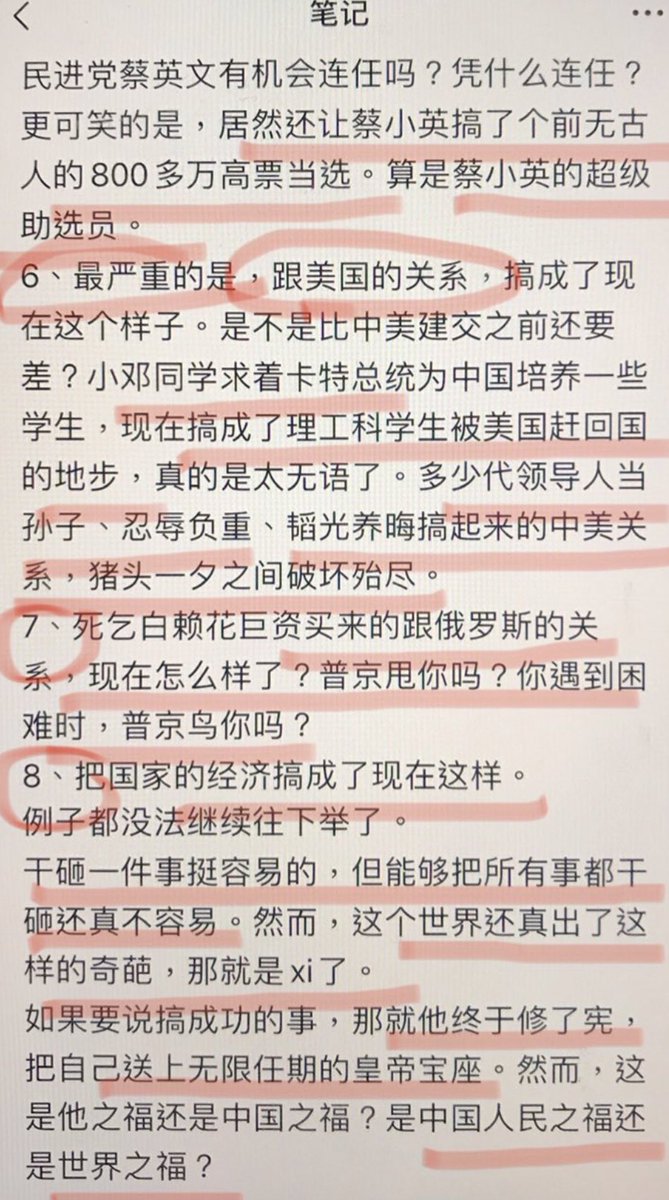 笔记
民进党蔡英文有机会连任吗？凭什么连任？
更可笑的是，居然还让蔡小英搞了个前无古
人的800多万高票当选。算是蔡小英的超级
助选员。
6、最严重的是，跟美国的关系，搞成了现
在这个样子。是不是比中美建交之前还要
差？小邓同学求着卡特总统为中国培养一些
学生，现在搞成了理工科学生被美国赶回国
的地步，真的是太无语了。多少代领导人当
孙子、忍辱负重、韬光养晦搞起来的中美关
系，猪头一夕之间破坏殆尽。
7、死乞白赖花巨资买来的跟俄罗斯的关
系，现在怎么样了？普京甩你吗？你遇到困
难时，普京鸟你吗？
8、把国家的经济搞成了现在这样。
例子都没法继续往下举了。
干砸一件事挺容易的，但能够把所有事都干
砸还真不容易。然而，这个世界还真出了这
样的奇葩，那就是xi了。
如果要说搞成功的事，那就他终于修了宪，
把自己送上无限任期的皇帝宝座。然而，这
是他之福还是中国之福？是中国人民之福还
是世界之福？